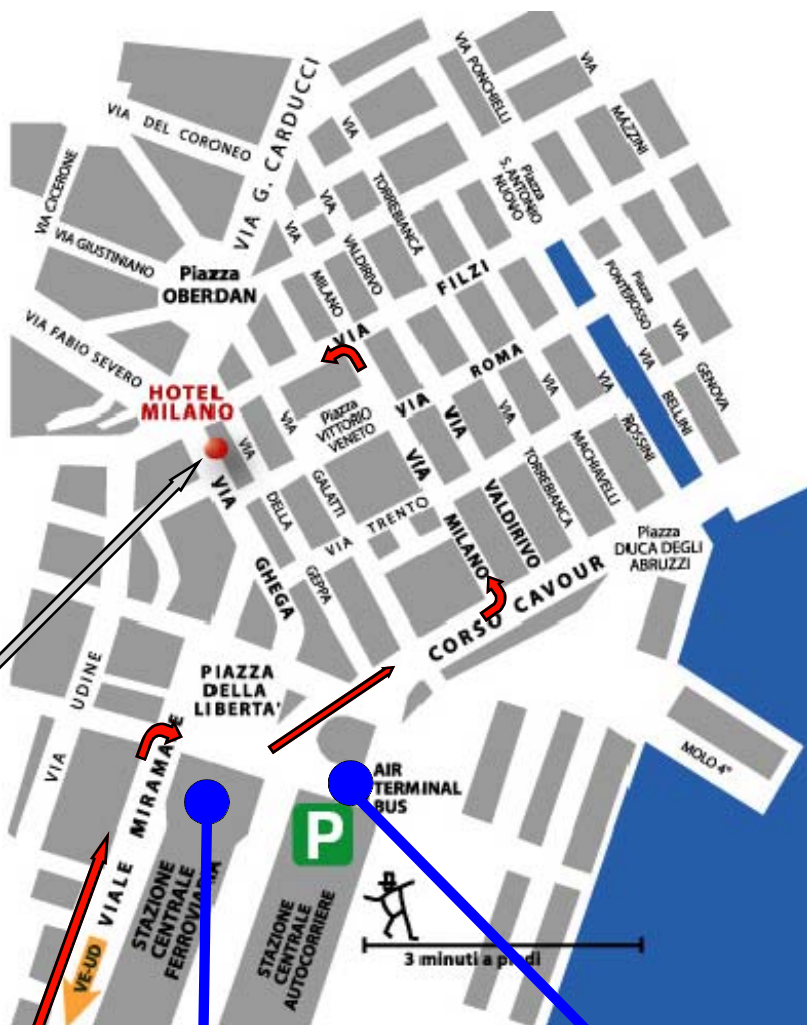 VIA PONCHIELLI
VIA
VIA DEL CORONEO
VIA G. CARDUCCI
VIA
MAZZINI
VIA CICERONE
VIA
TORREBIANCA
Piazza
S. ANTONIO
NUOVO
VIA GIUSTINIANO
VIA
VALDIRIVO
Piazza
OBERDAN
MILANO
FILZI
Piazza
PONTEROSSO
VIA FABIO SEVERO
VIA
ROMA
VIA
VIA
GENOVA
HOTEL
MILANO
VIA
VIA
Piazza
VITTORIO
VENETO
VIA
VIA
VIA
VIA
VIA
BELLINI
ROSSINI
VIA
VIA
DELLA
GALATTI
VIA TRENTO
MILANO
VALDIRIVO
TORREBIANCA
MACHIAVELLI
Piazza
DUCA DEGLI
ABRUZZI
GHEGA
GEPPA
CORSO CAVOUR
VIA UDINE
PIAZZA
DELLA
LIBERTA'
VIALE MIRAMARE
MOLO 4°
AIR
TERMINAL
BUS
P
STAZIONE
CENTRALE
FERROVIARIA
STAZIONE
CENTRALE
AUTOCORRIERE
VE-UD
3 minuti a piedi